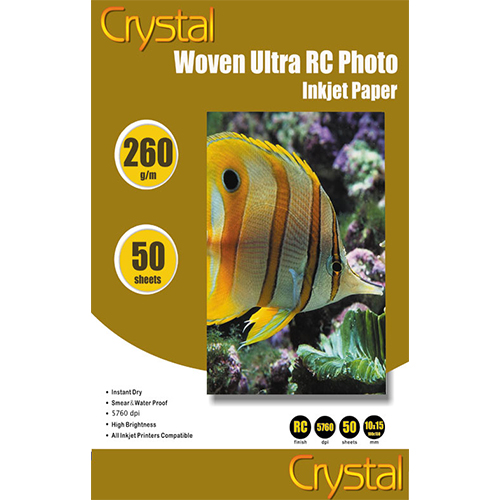 Crystal
Woven Ultra RC Photo
Inkjet Paper
260
g/m
50
sheets
• Instant Dry
• Smear & Water Proof
• 5760 dpi
• High Brightness
• All Inkjet Printers Compatible
RC 5760 50 10x15
finish dpi sheets mm
Crystal